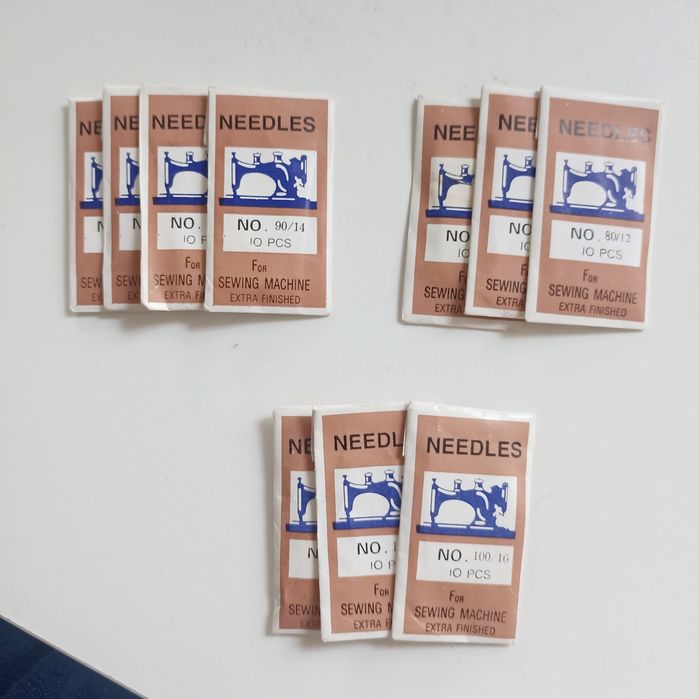 NEEDLES
NO. 90/14
10 PCS
FOR
SEWING MACHINE
EXTRA FINISHED
NEEDLES
NO. 80/12
10 PCS
FOR
SEWING MACHINE
EXTRA FINISHED
NEEDLES
NO. 100/16
10 PCS
FOR
SEWING MACHINE
EXTRA FINISHED